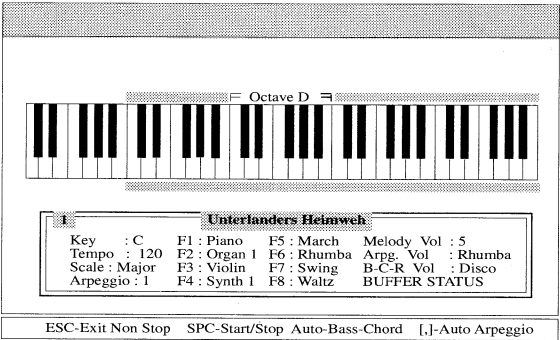 Octave D
1 Unterlanders Heimweh
Key : C F1 : Piano F5 : March Melody Vol : 5
Tempo : 120 F2 : Organ 1 F6 : Rhumba Arpg. Vol : Rhumba
Scale : Major F3 : Violin F7 : Swing B-C-R Vol : Disco
Arpeggio : 1 F4 : Synth 1 F8 : Waltz BUFFER STATUS
ESC-Exit Non Stop SPC-Start/Stop Auto-Bass-Chord [,]-Auto Arpeggio